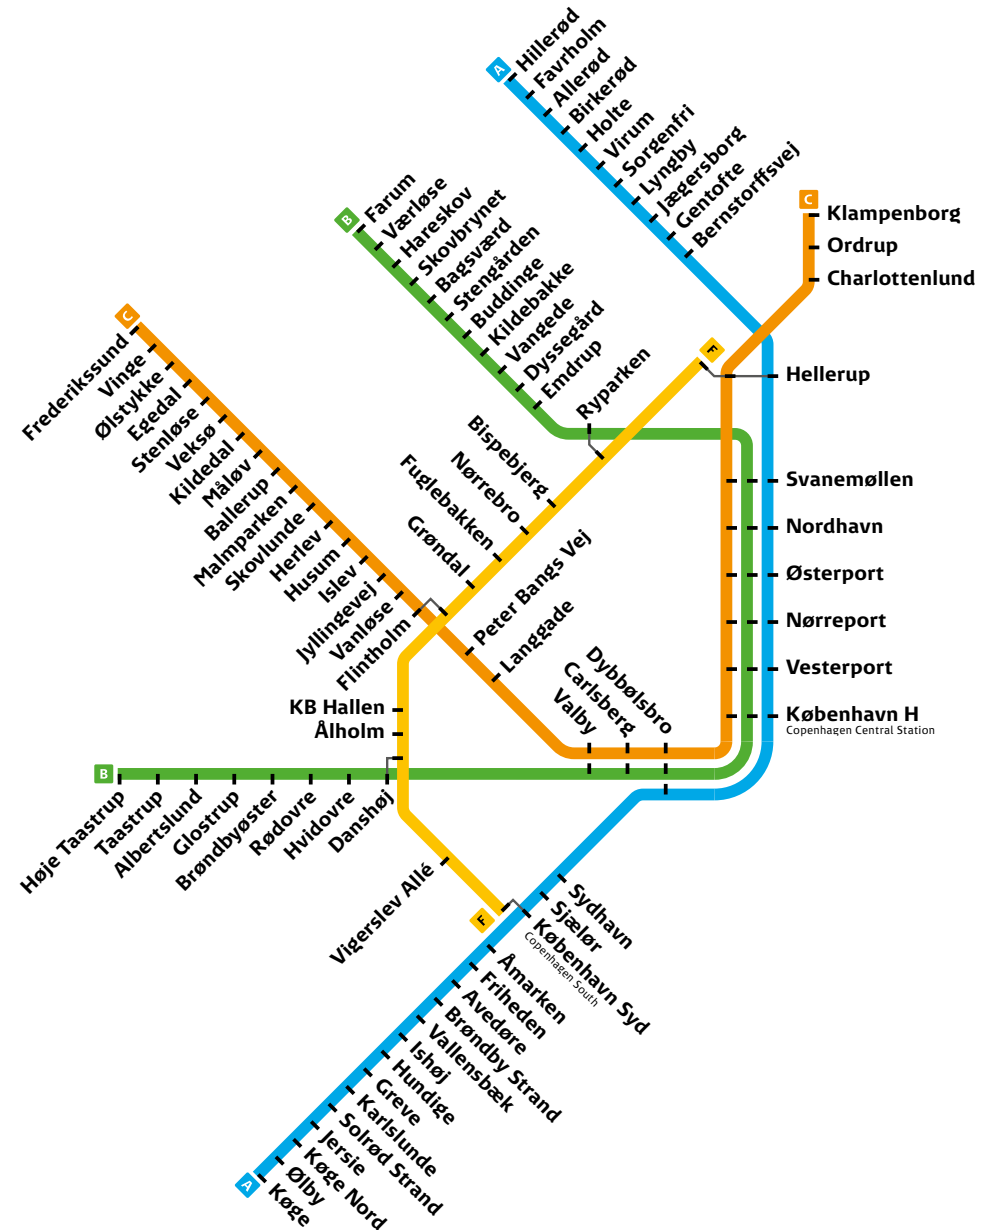 A
Hillerød
Favrholm
Allerød
Birkerød
Holte
Virum
Sorgenfri
Lyngby
Jægersborg
Gentofte
Bernstorffsvej
C
Klampenborg
Ordrup
Charlottenlund
B
Farum
Værløse
Hareskov
Skovbrynet
Bagsværd
Stengården
Buddinge
Kildebakke
Vangede
Dyssegård
Emdrup
Ryparken
C
Frederikssund
Vinge
Ølstykke
Egedal
Stenløse
Veksø
Kildedal
Måløv
Ballerup
Malmparken
Skovlunde
Herlev
Husum
Islev
Jyllingevej
Vanløse
Flintholm
Peter Bangs Vej
Langgade
Valby
Carlsberg
Dybbølsbro
F
Hellerup
Bispebjerg
Nørrebro
Fuglebakken
Grøndal
KB Hallen
Ålholm
Svanemøllen
Nordhavn
Østerport
Nørreport
Vesterport
København H
Copenhagen Central Station
B
Høje Taastrup
Taastrup
Albertslund
Glostrup
Brøndbyøster
Rødovre
Hvidovre
Danshøj
Vigerslev Allé
F
Sydhavn
Sjælør
København Syd
Copenhagen South
Åmarken
Friheden
Avedøre
Brøndby Strand
Vallensbæk
Ishøj
Hundige
Greve
Karlslunde
Solrød Strand
Jersie
Køge Nord
Ølby
Køge
A